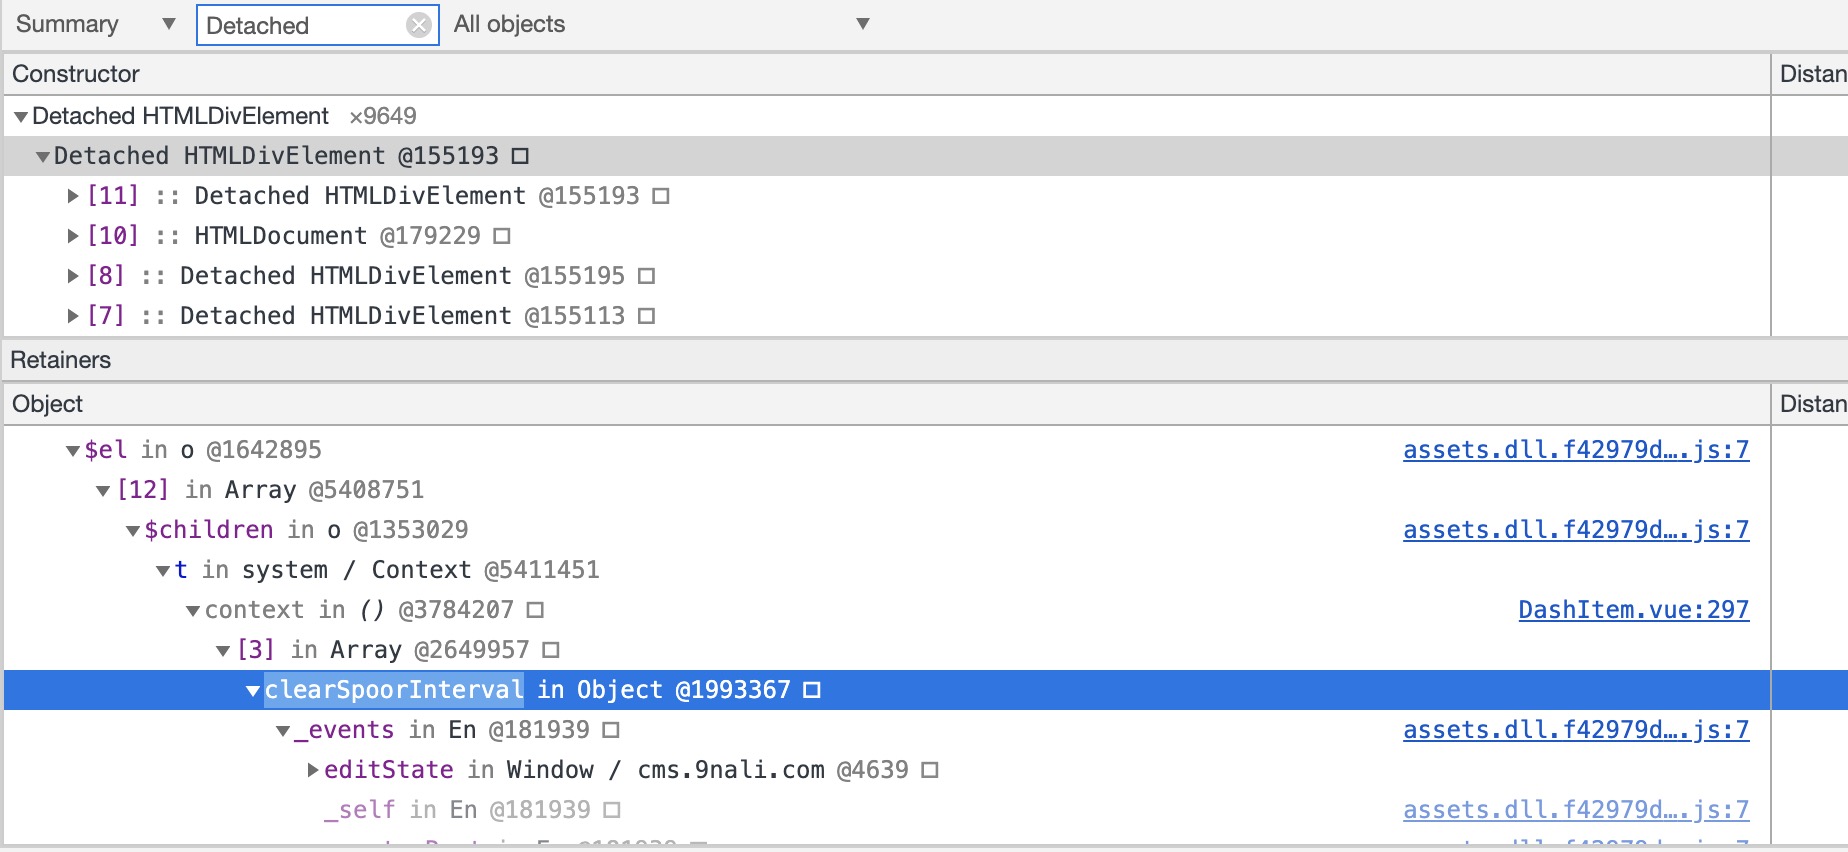 Summary Detached All objects
Constructor Distan
Detached HTMLDivElement ×9649
Detached HTMLDivElement @155193
[11] :: Detached HTMLDivElement @155193
[10] :: HTMLDocument @179229
[8] :: Detached HTMLDivElement @155195
[7] :: Detached HTMLDivElement @155113
Retainers
Object Distan
$el in o @1642895 assets.dll.f42979d….js:7
[12] in Array @5408751
$children in o @1353029 assets.dll.f42979d….js:7
t in system / Context @5411451
context in () @3784207 DashItem.vue:297
[3] in Array @2649957
clearSpoorInterval in Object @1993367
_events in En @181939 assets.dll.f42979d….js:7
editState in Window / cms.9nali.com @4639
_self in En @181939 assets.dll.f42979d….js:7